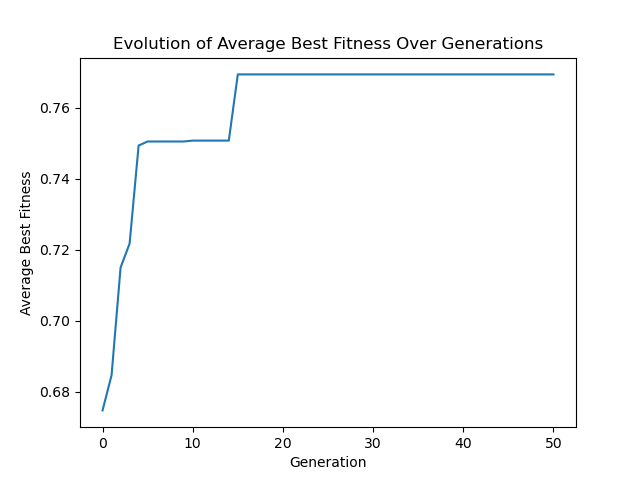 Evolution of Average Best Fitness Over Generations
0.76
0.74
0.72
0.70
0.68
Average Best Fitness
0 10 20 30 40 50
Generation